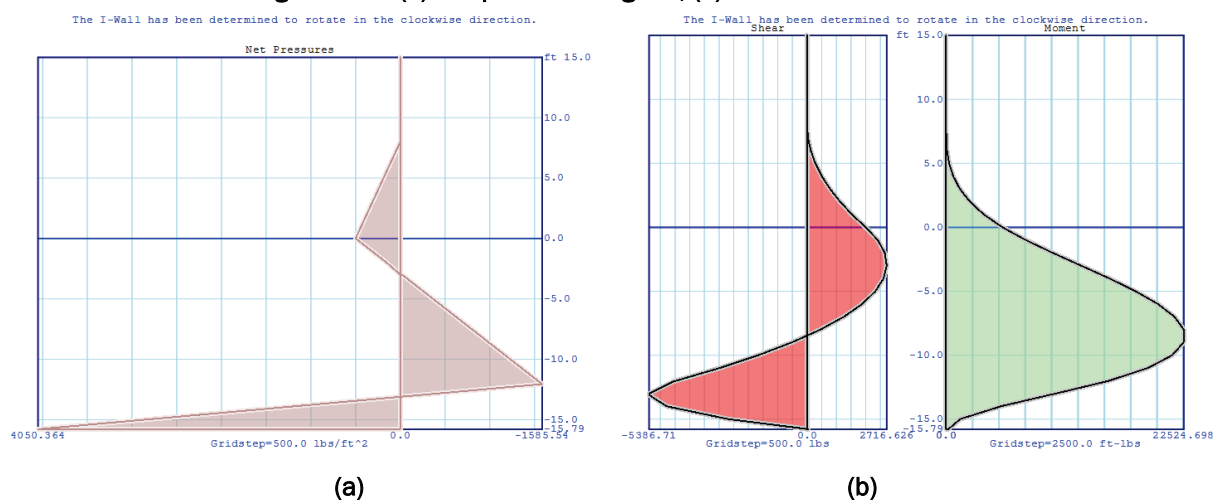 The I-Wall has been determined to rotate in the clockwise direction.
Net Pressures
ft 15.0
10.0
5.0
0.0
-5.0
-10.0
-15.0
-15.79
4050.364
0.0
-1585.54
Gridstep=500.0 lbs/ft^2
(a)
The I-Wall has been determined to rotate in the clockwise direction.
Shear
Moment
ft 15.0
10.0
5.0
0.0
-5.0
-10.0
-15.0
-15.79
-5386.71
0.0
2716.626
Gridstep=500.0 lbs
0.0
22524.698
Gridstep=2500.0 ft-lbs
(b)